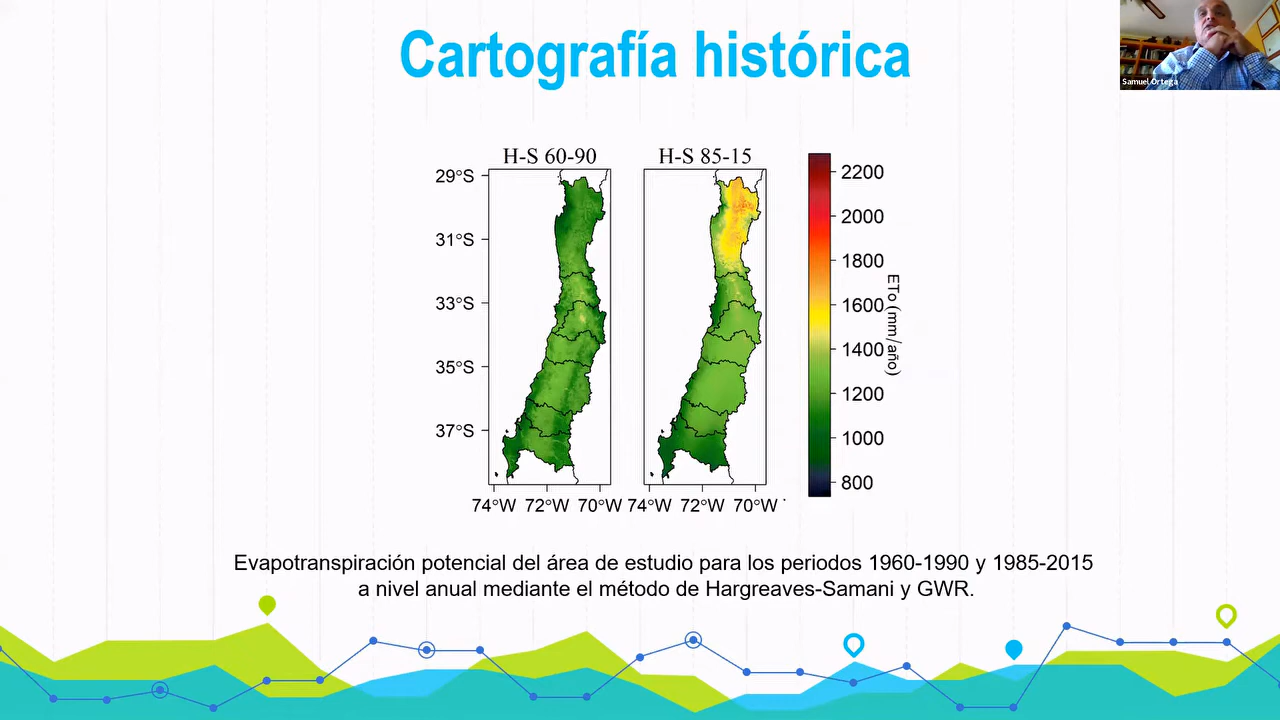 Cartografía histórica
Samuel Ortega
H-S 60-90
H-S 85-15
29°S
31°S
33°S
35°S
37°S
74°W 72°W 70°W
74°W 72°W 70°W
2200
2000
1800
1600
1400
1200
1000
800
ETo (mm/año)
Evapotranspiración potencial del área de estudio para los periodos 1960-1990 y 1985-2015
a nivel anual mediante el método de Hargreaves-Samani y GWR.